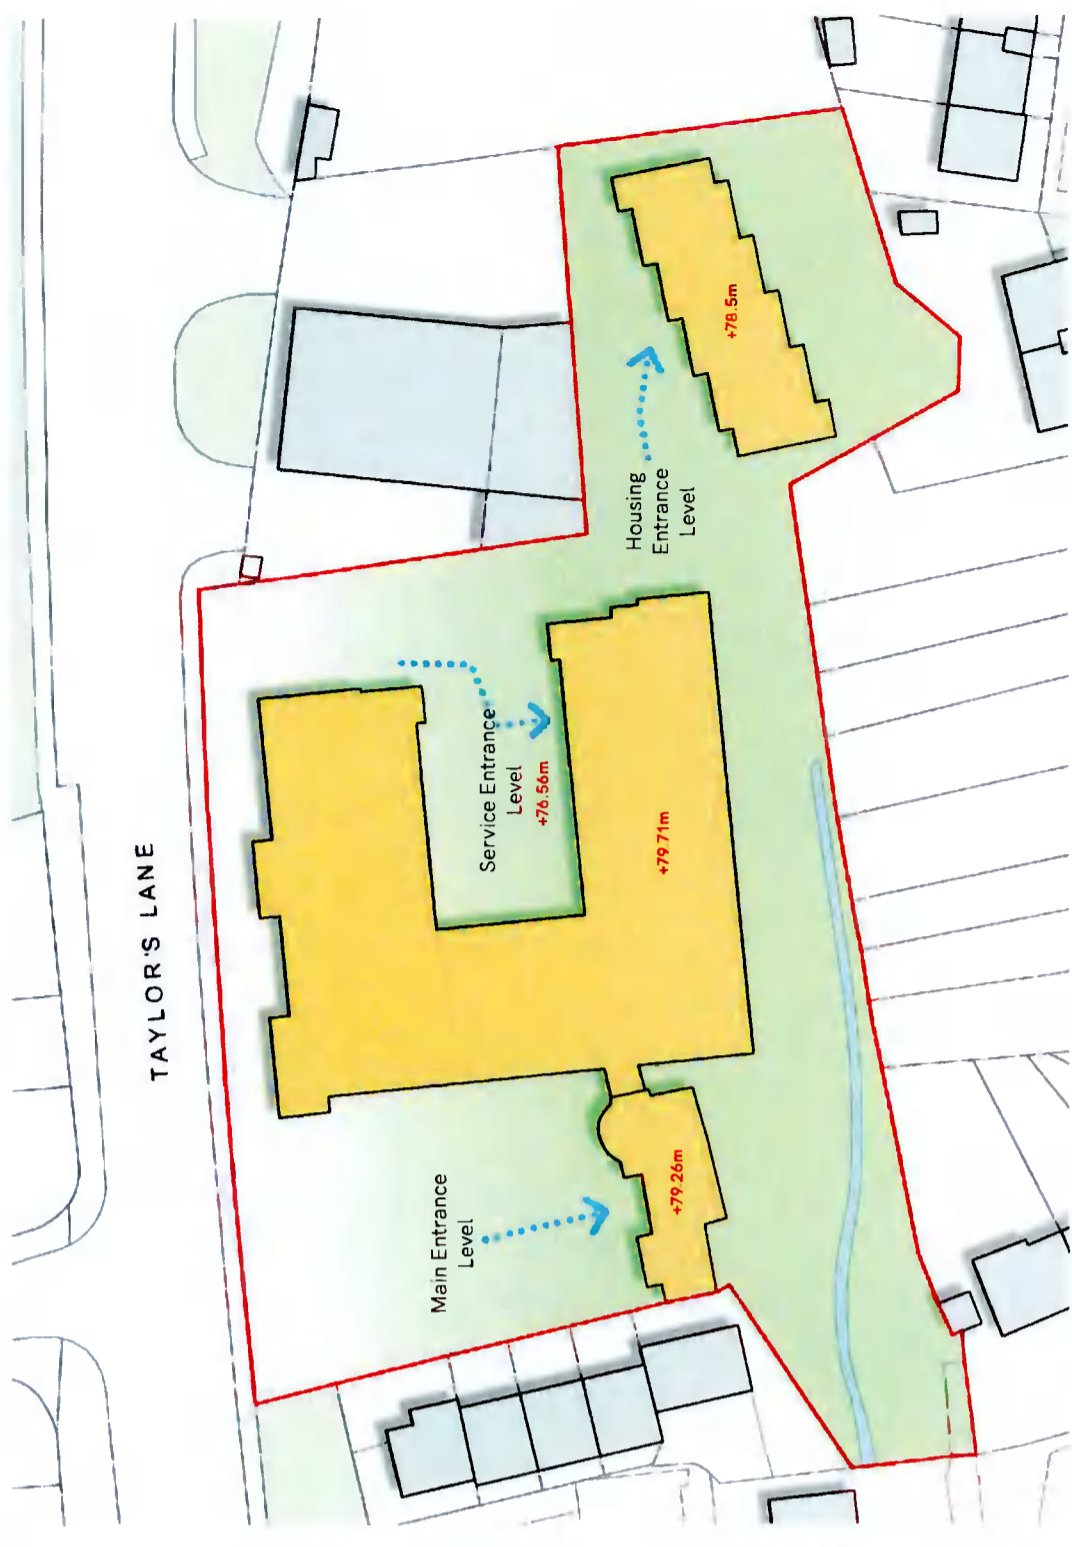 TAYLOR'S LANE
Main Entrance
Level
+79.26m
Service Entrance
Level
+76.56m
+79.71m
Housing
Entrance
Level
+78.5m